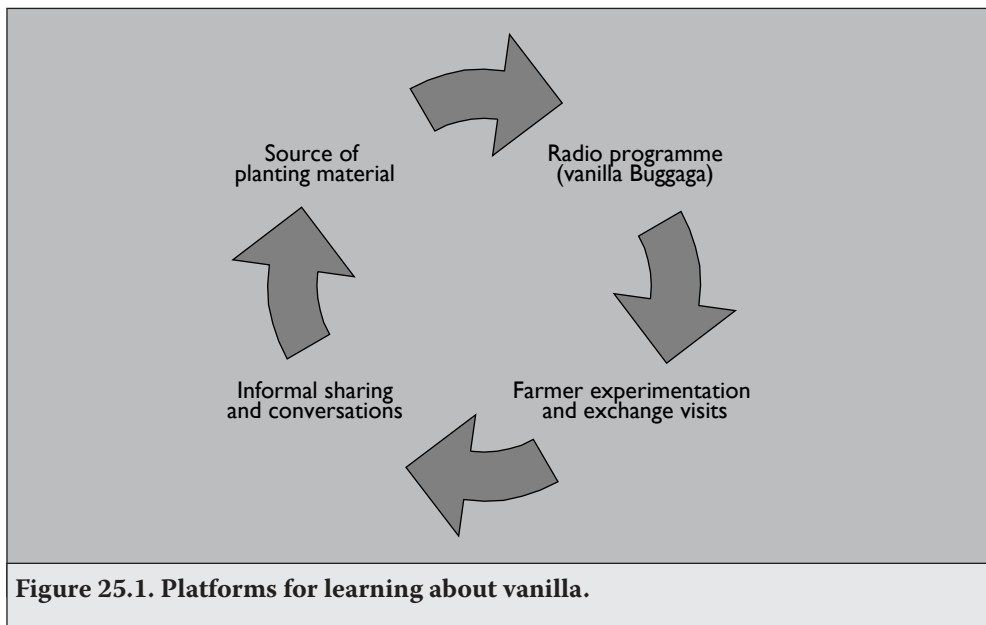 Source of
planting material
Radio programme
(vanilla Buggaga)
Informal sharing
and conversations
Farmer experimentation
and exchange visits
Figure 25.1. Platforms for learning about vanilla.